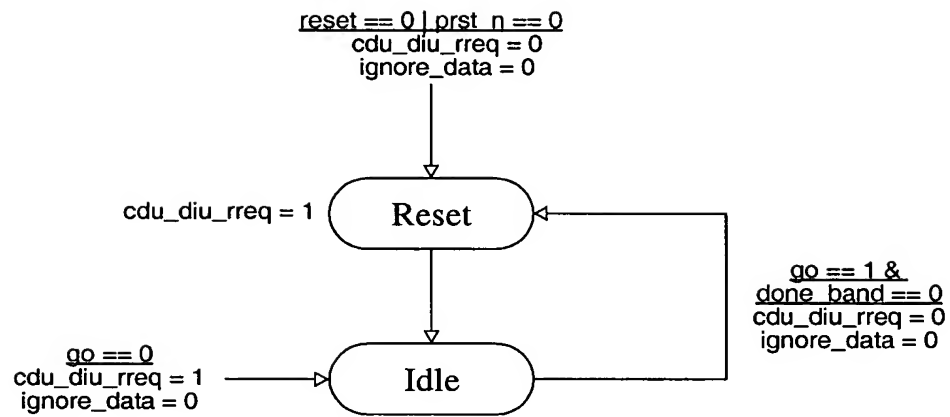 reset == 0 | prst_n == 0
cdu_diu_rreq = 0
ignore_data = 0
cdu_diu_rreq = 1
Reset
go == 1 &
done_band == 0
cdu_diu_rreq = 0
ignore_data = 0
go == 0
cdu_diu_rreq = 1
ignore_data = 0
Idle